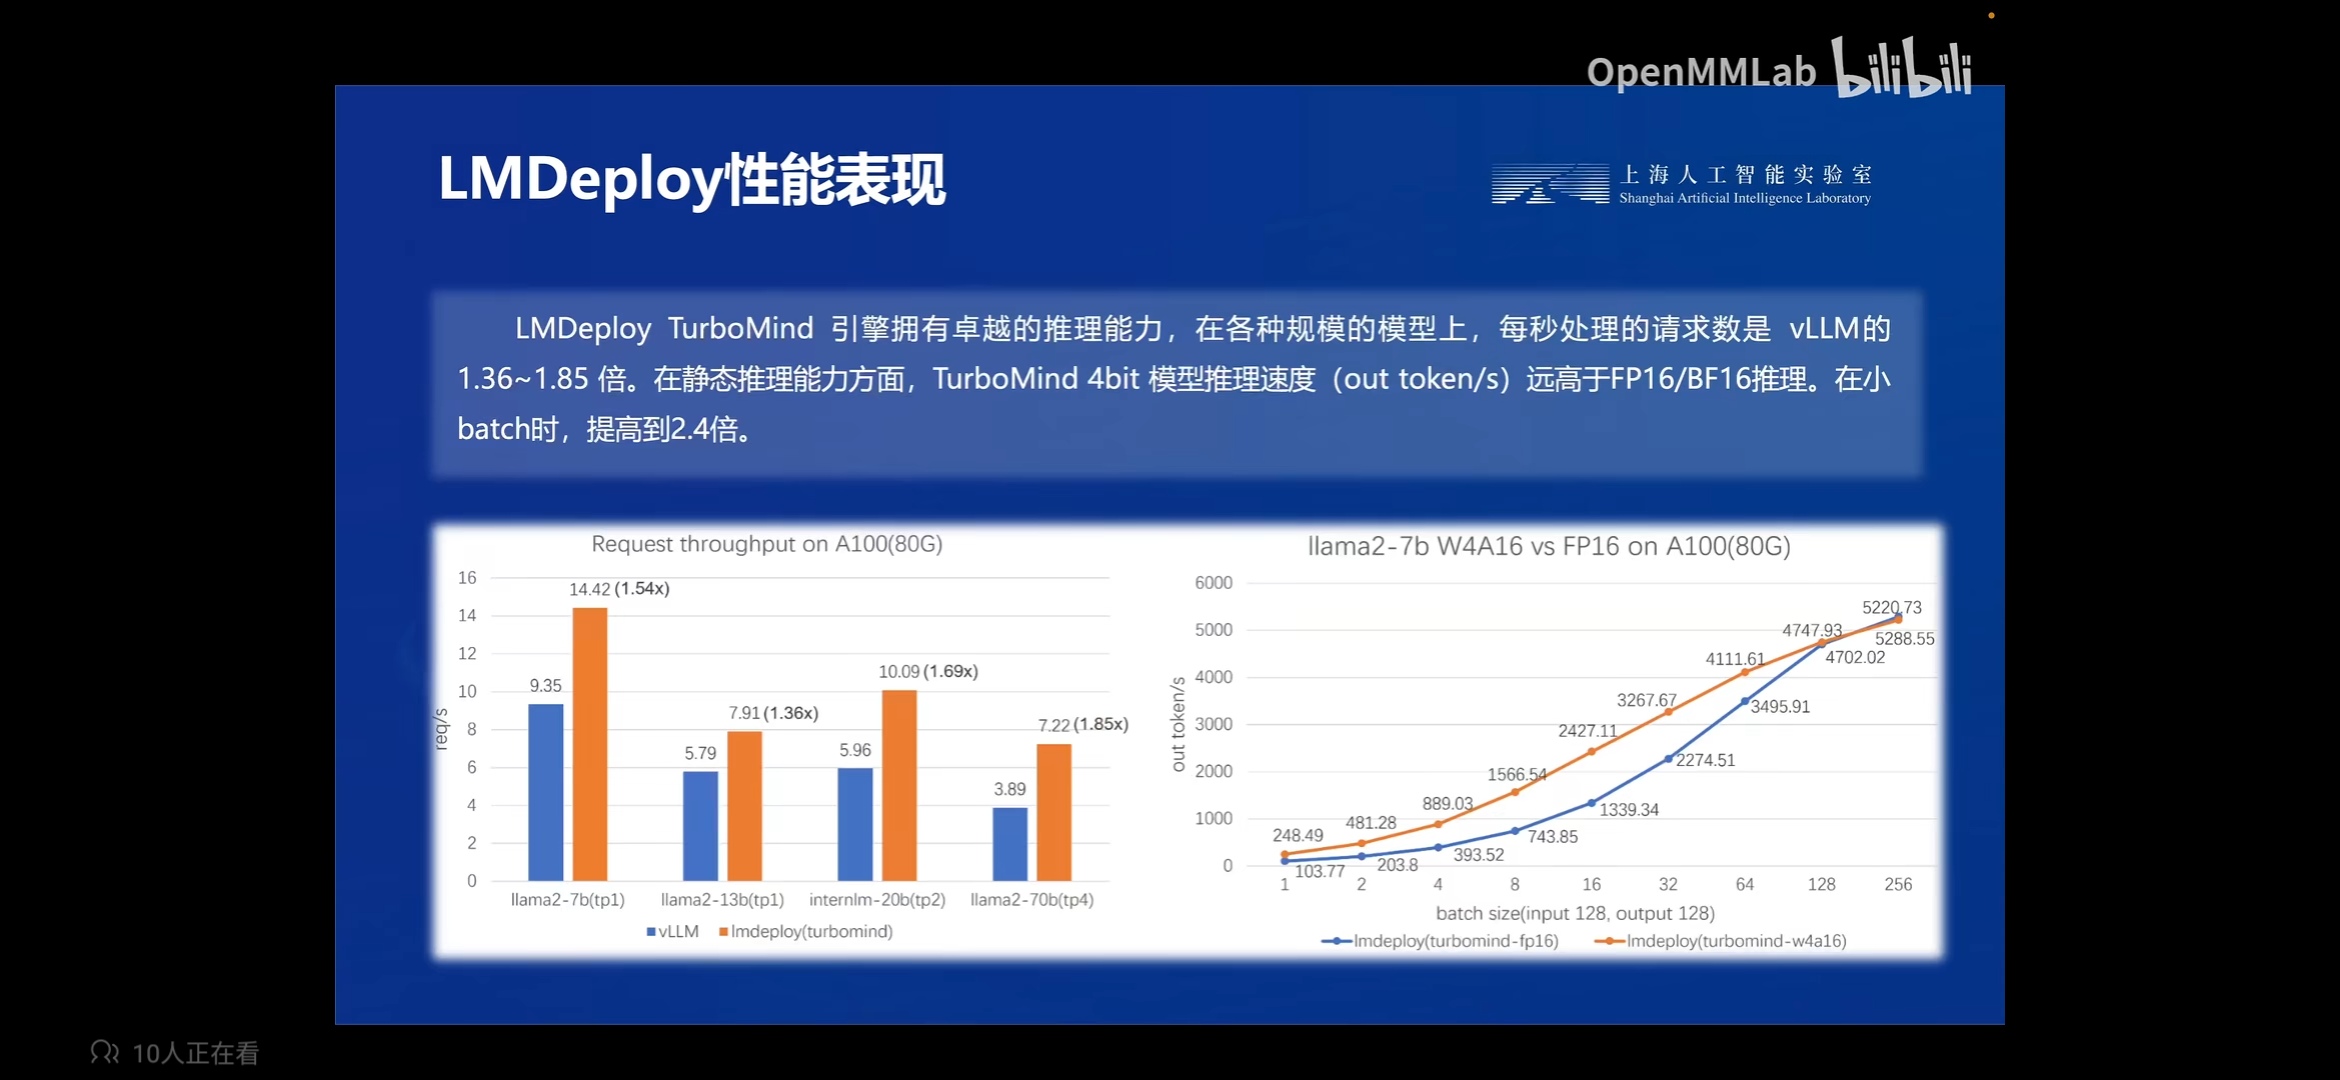 OpenMMLab bilibili
LMDeploy性能表现
上海人工智能实验室
Shanghai Artificial Intelligence Laboratory
LMDeploy TurboMind 引擎拥有卓越的推理能力，在各种规模的模型上，每秒处理的请求数是 vLLM的
1.36~1.85 倍。在静态推理能力方面，TurboMind 4bit 模型推理速度（out token/s）远高于FP16/BF16推理。在小
batch时，提高到2.4倍。
Request throughput on A100(80G)
req/s
16
14
12
10
8
6
4
2
0
9.35
14.42 (1.54x)
5.79
7.91 (1.36x)
5.96
10.09 (1.69x)
3.89
7.22 (1.85x)
llama2-7b(tp1) llama2-13b(tp1) internlm-20b(tp2) llama2-70b(tp4)
vLLM lmdeploy(turbomind)
llama2-7b W4A16 vs FP16 on A100(80G)
out token/s
6000
5000
4000
3000
2000
1000
0
248.49
481.28
889.03
1566.54
2427.11
3267.67
4111.61
4747.93
5220.73
103.77
203.8
393.52
743.85
1339.34
2274.51
3495.91
4702.02
5288.55
1 2 4 8 16 32 64 128 256
batch size(input 128, output 128)
lmdeploy(turbomind-fp16) lmdeploy(turbomind-w4a16)
10人正在看